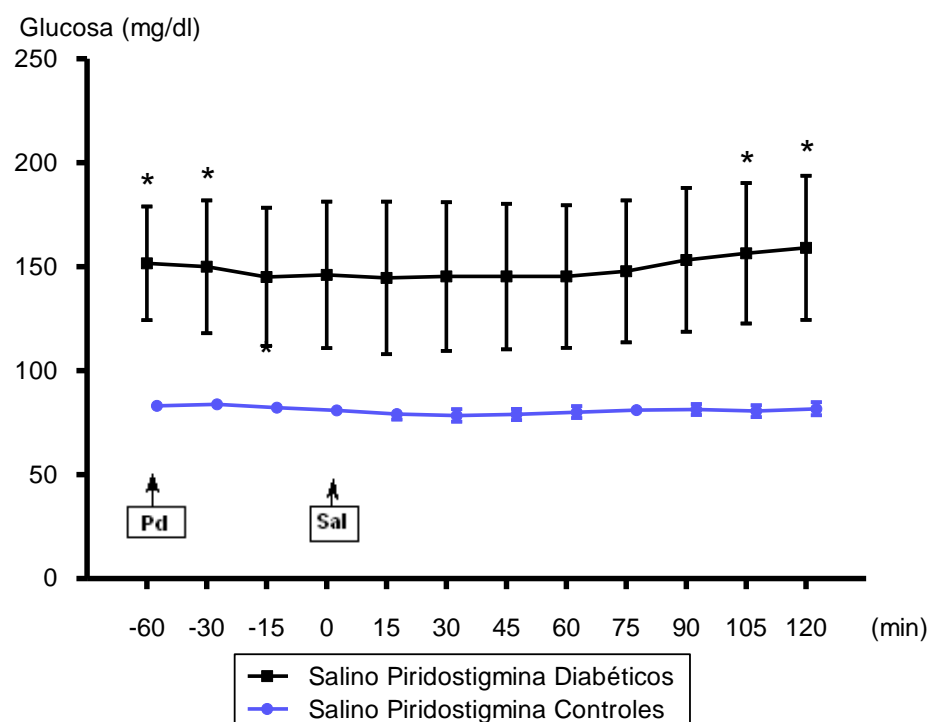 Glucosa (mg/dl)
250
200
150
100
50
0
* * * * *
Pd
Sal
-60 -30 -15 0 15 30 45 60 75 90 105 120 (min)
Salino Piridostigmina Diabéticos
Salino Piridostigmina Controles